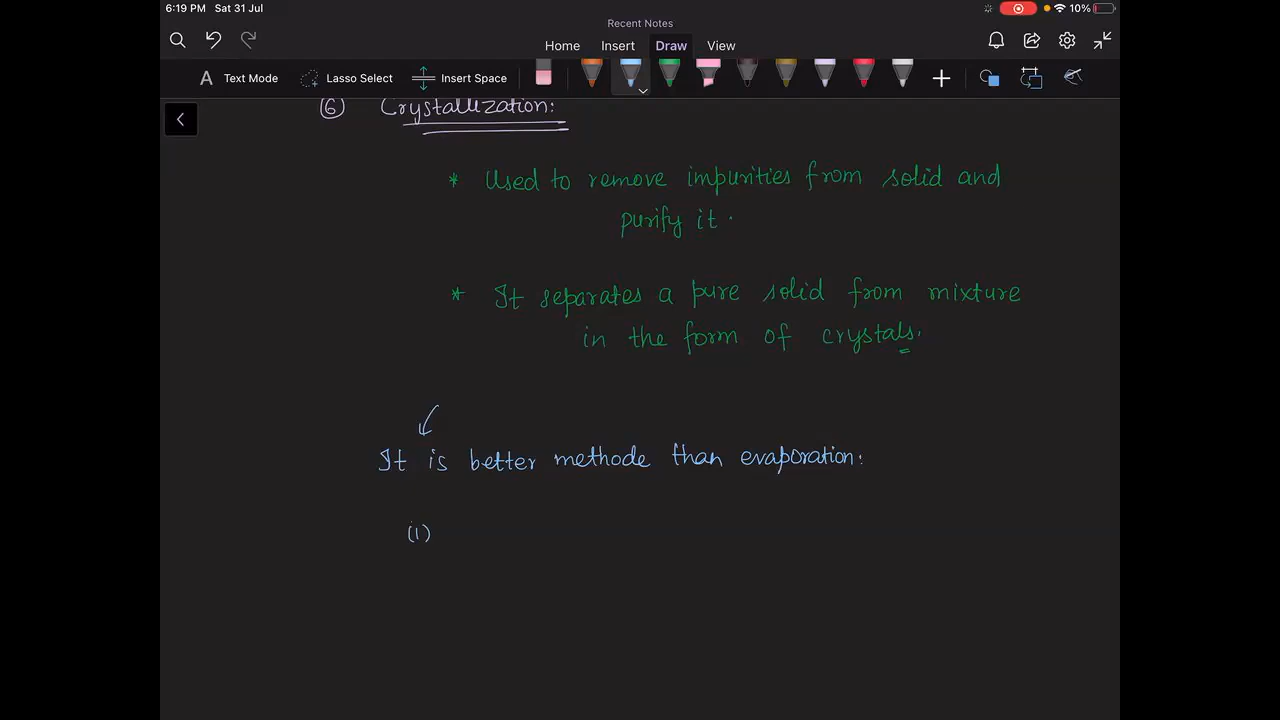 6:19 PM Sat 31 Jul
10%
Recent Notes
Home Insert Draw View
A Text Mode Lasso Select Insert Space
6 Crystallization:
* Used to remove impurities from solid and
purify it.
* It separates a pure solid from mixture
in the form of crystals.
It is better methode than evaporation:
(i)